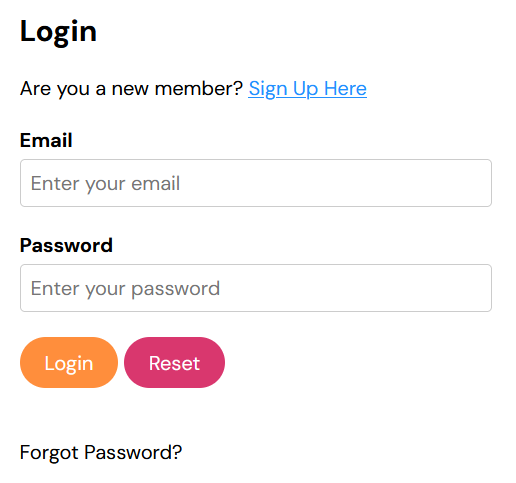 Login
Are you a new member? Sign Up Here
Email
Enter your email
Password
Enter your password
Login Reset
Forgot Password?